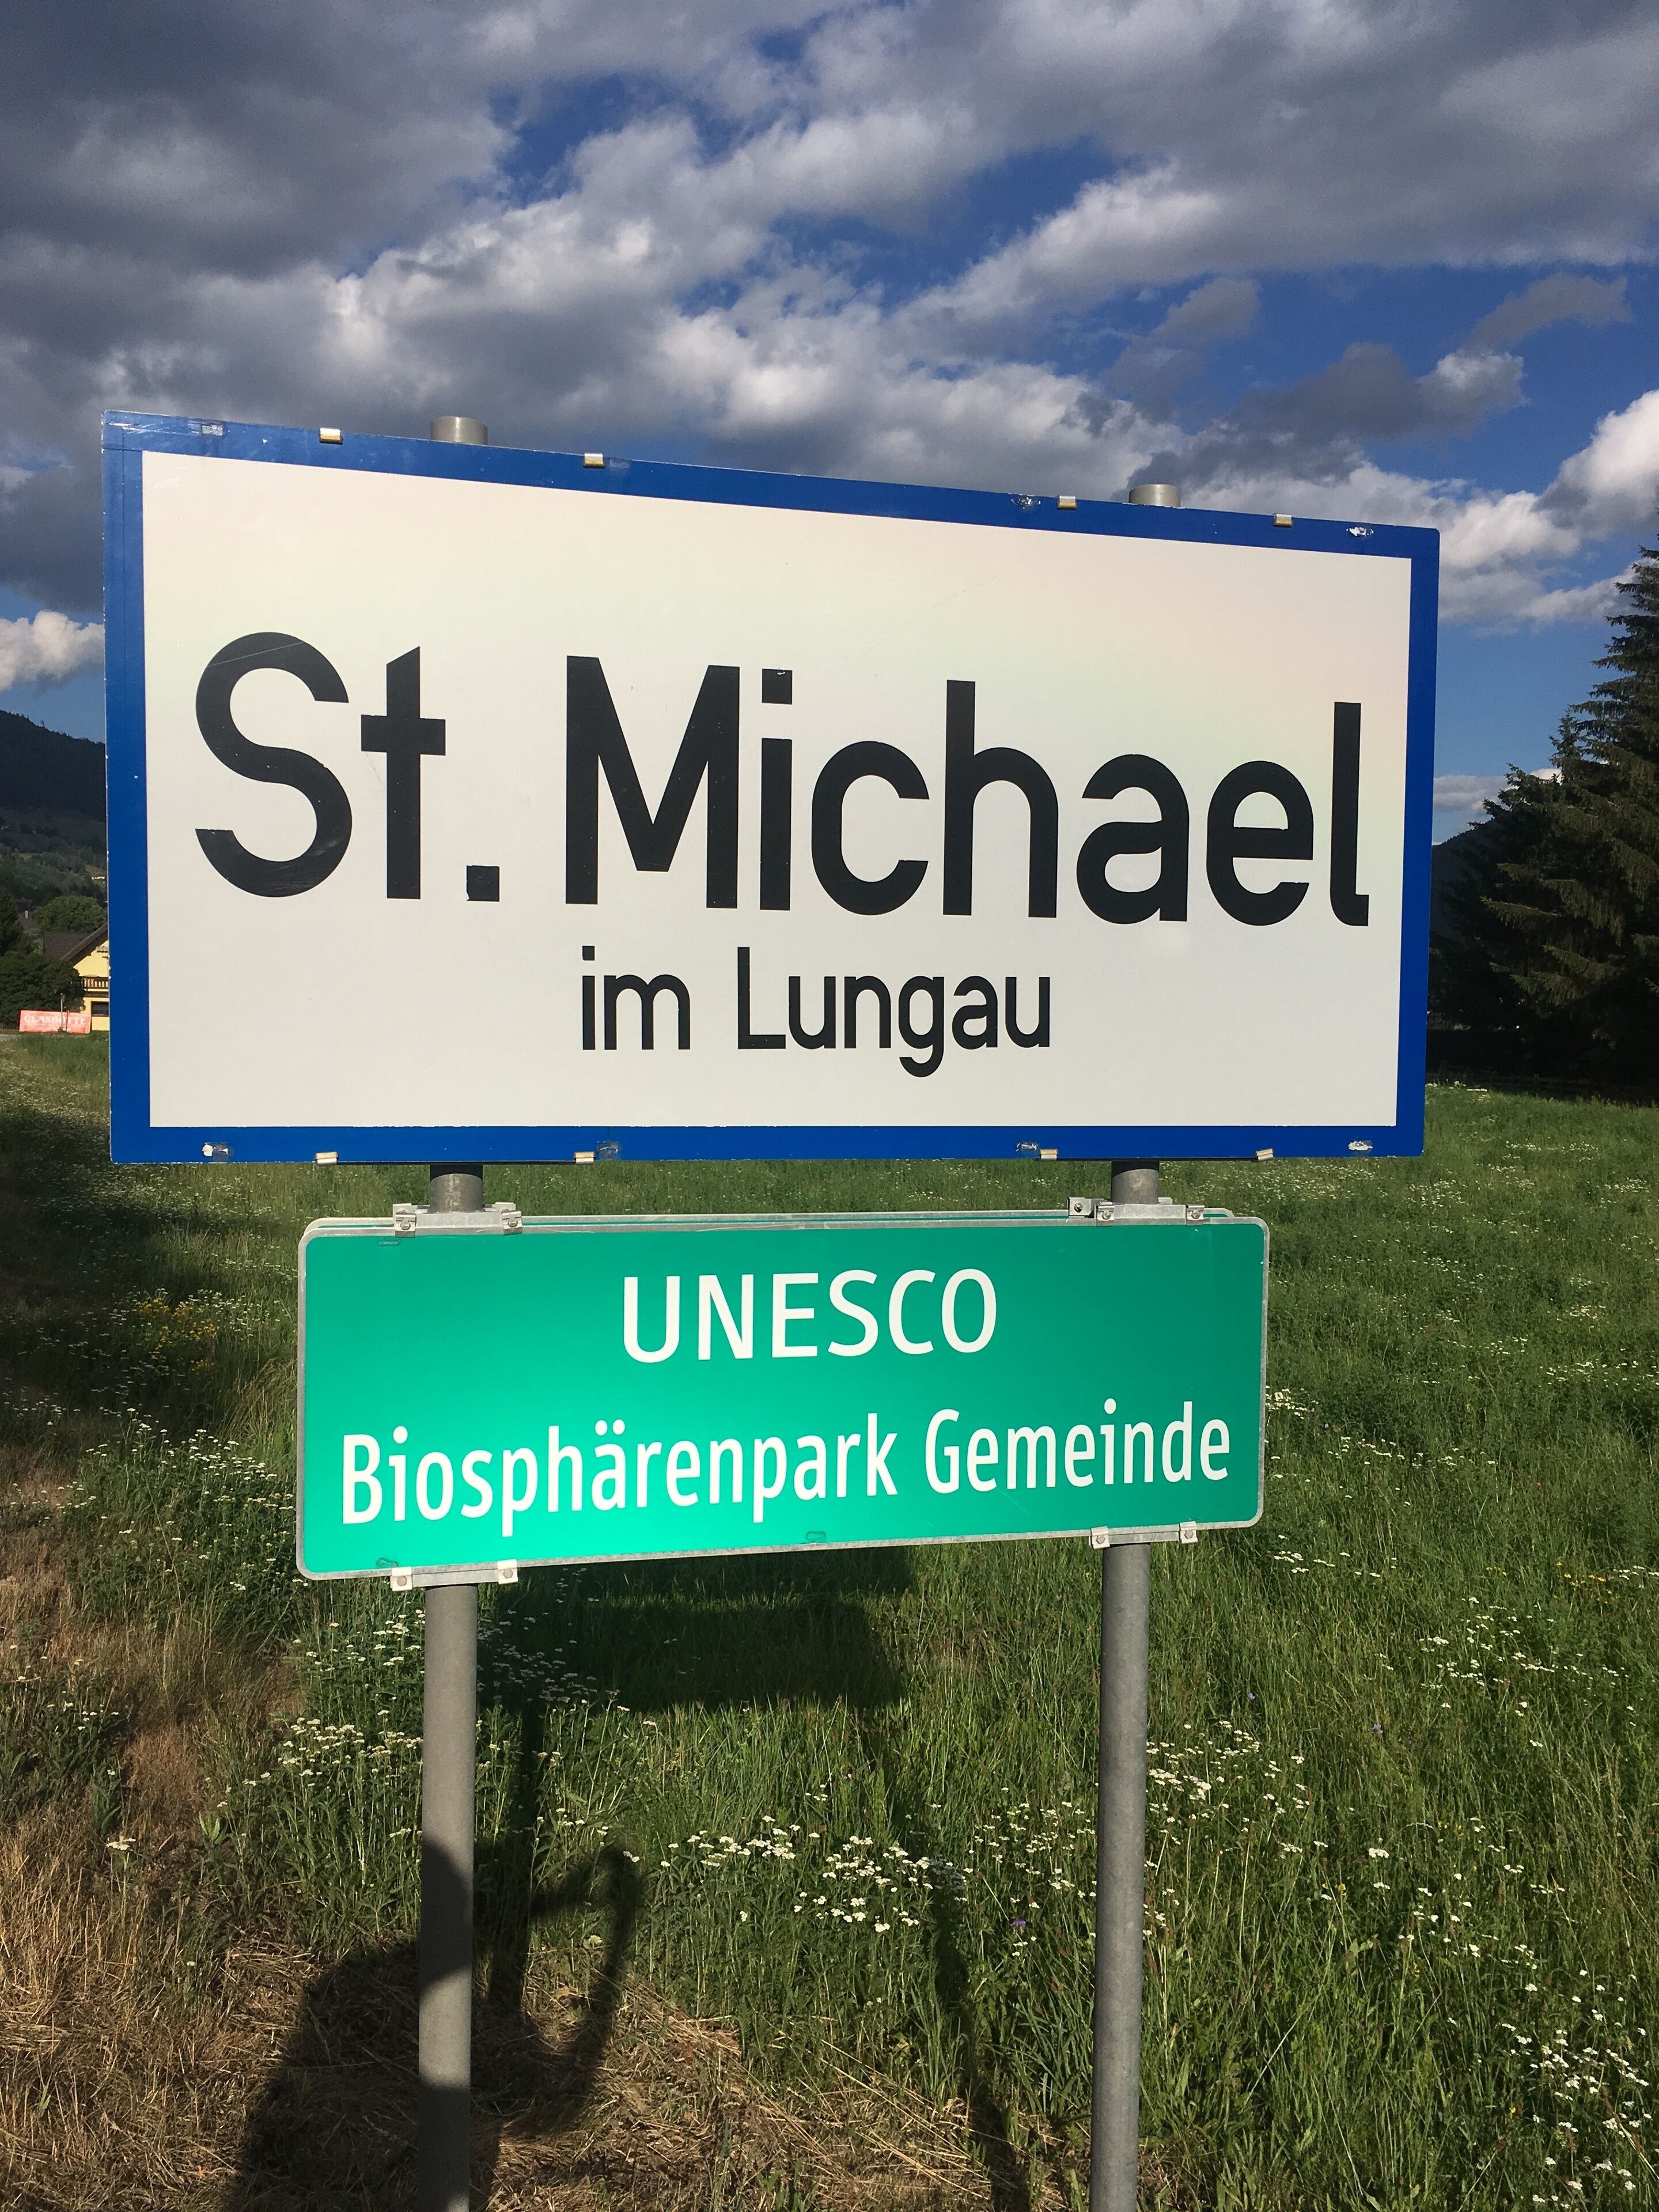 St. Michael
im Lungau
UNESCO
Biosphärenpark Gemeinde